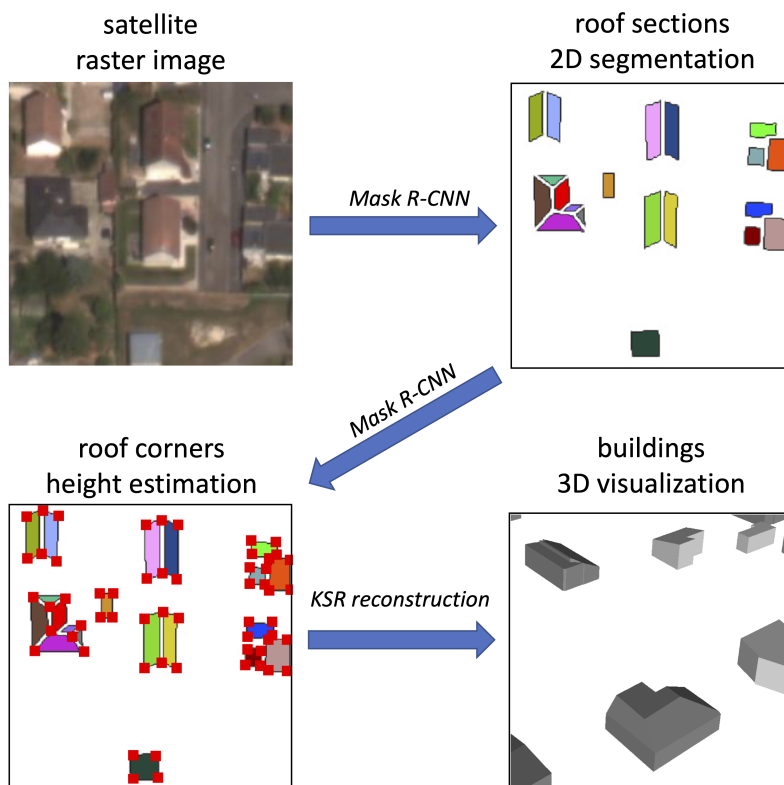 satellite
raster image
roof sections
2D segmentation
Mask R-CNN
Mask R-CNN
roof corners
height estimation
buildings
3D visualization
KSR reconstruction